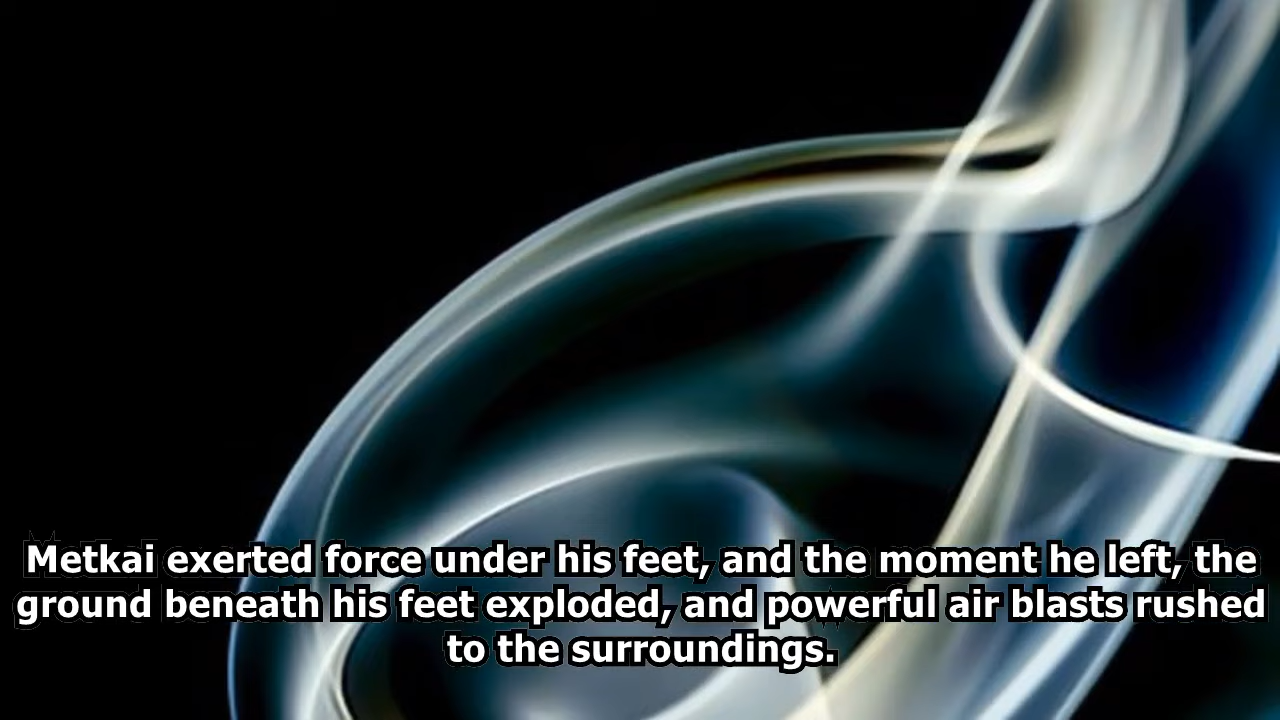 Metkai exerted force under his feet, and the moment he left, the
ground beneath his feet exploded, and powerful air blasts rushed
to the surroundings.